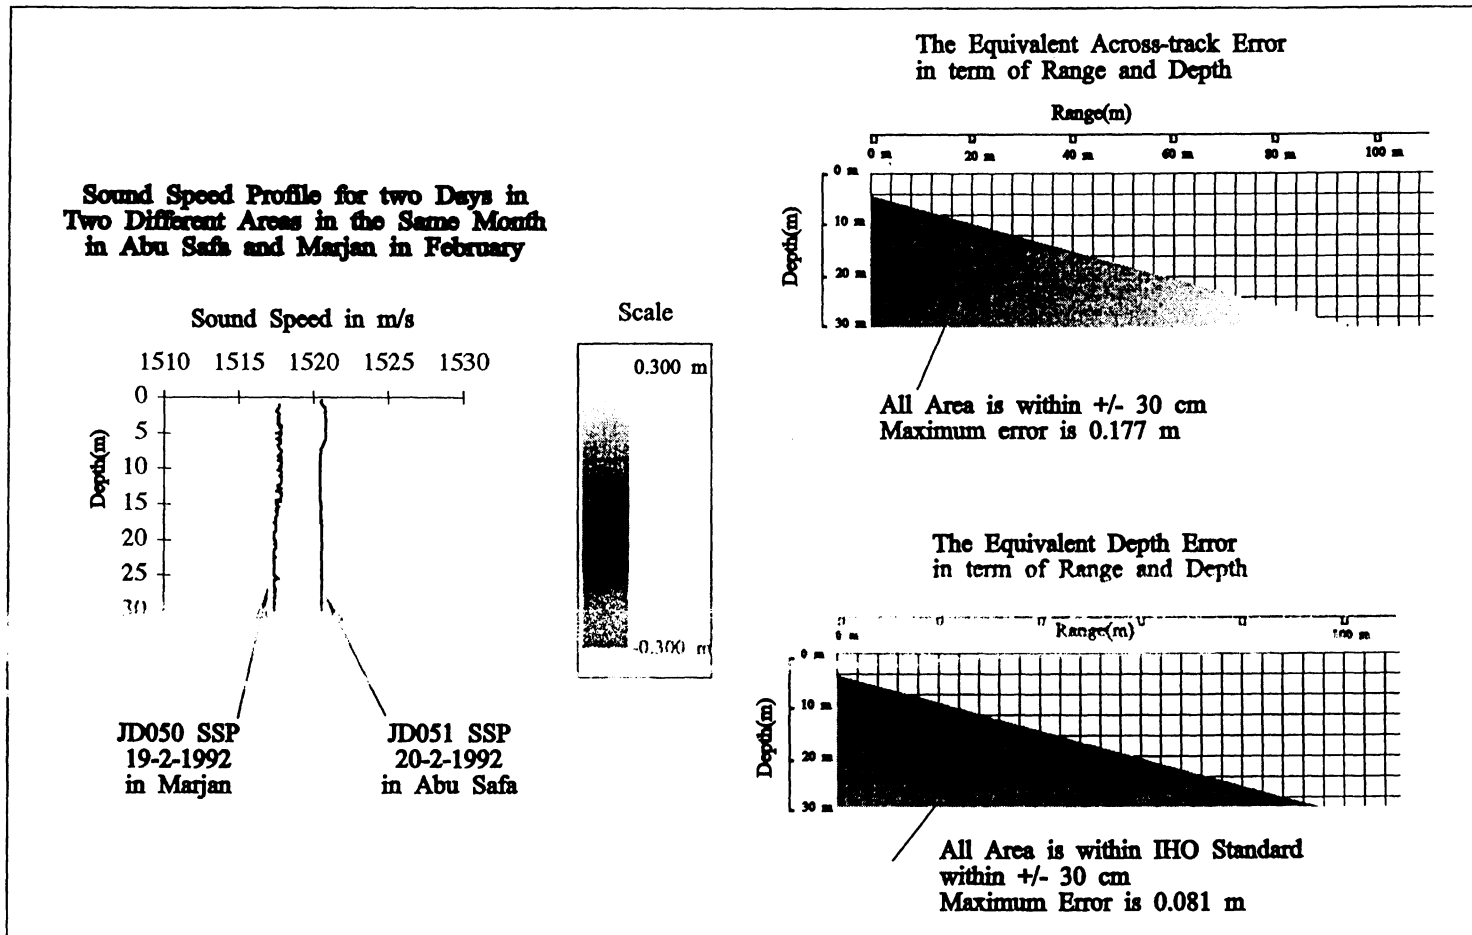 The Equivalent Across-track Error
in term of Range and Depth
Range(m)
0 m 20 m 40 m 60 m 80 m 100 m
Depth(m)
0 m
10 m
20 m
30 m
All Area is within +/- 30 cm
Maximum error is 0.177 m
Sound Speed Profile for two Days in
Two Different Areas in the Same Month
in Abu Safa and Marjan in February
Sound Speed in m/s
1510 1515 1520 1525 1530
Depth(m)
0
5
10
15
20
25
30
JD050 SSP
19-2-1992
in Marjan
JD051 SSP
20-2-1992
in Abu Safa
Scale
0.300 m
-0.300 m
The Equivalent Depth Error
in term of Range and Depth
Range(m)
0 m 100 m
Depth(m)
0 m
10 m
20 m
30 m
All Area is within IHO Standard
within +/- 30 cm
Maximum Error is 0.081 m